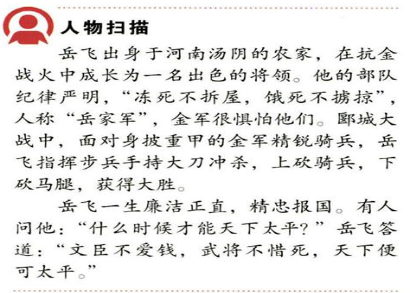 人物扫描
岳飞出身于河南汤阴的农家，在抗金
战火中成长为一名出色的将领。他的部队
纪律严明，“冻死不拆屋，饿死不掳掠”，
人称“岳家军”，金军很惧怕他们。郾城大
战中，面对身披重甲的金军精锐骑兵，岳
飞指挥步兵手持大刀冲杀，上砍骑兵，下
砍马腿，获得大胜。
岳飞一生廉洁正直，精忠报国。有人
问他：“什么时候才能天下太平？”岳飞答
道：“文臣不爱钱，武将不惜死，天下便
可太平。”